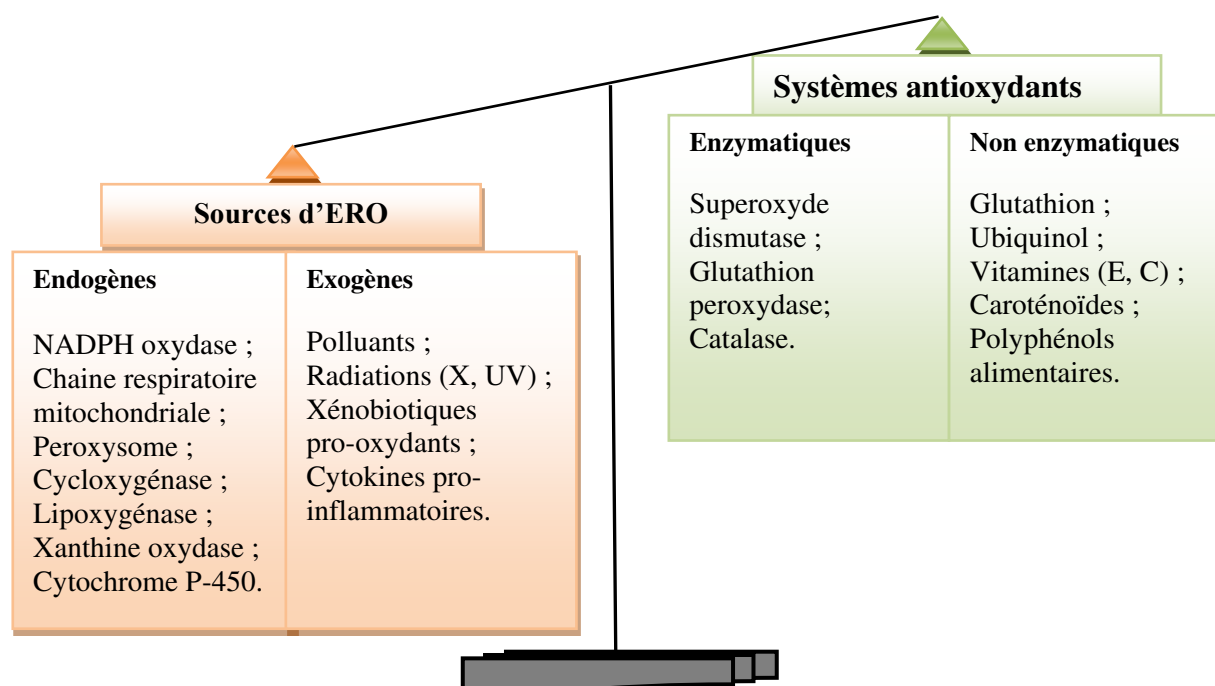 Systèmes antioxydants
Enzymatiques
Superoxyde
dismutase ;
Glutathion
peroxydase;
Catalase.
Non enzymatiques
Glutathion ;
Ubiquinol ;
Vitamines (E, C) ;
Caroténoïdes ;
Polyphénols
alimentaires.
Sources d’ERO
Endogènes
NADPH oxydase ;
Chaine respiratoire
mitochondriale ;
Peroxysome ;
Cycloxygénase ;
Lipoxygénase ;
Xanthine oxydase ;
Cytochrome P-450.
Exogènes
Polluants ;
Radiations (X, UV) ;
Xénobiotiques
pro-oxydants ;
Cytokines pro-
inflammatoires.